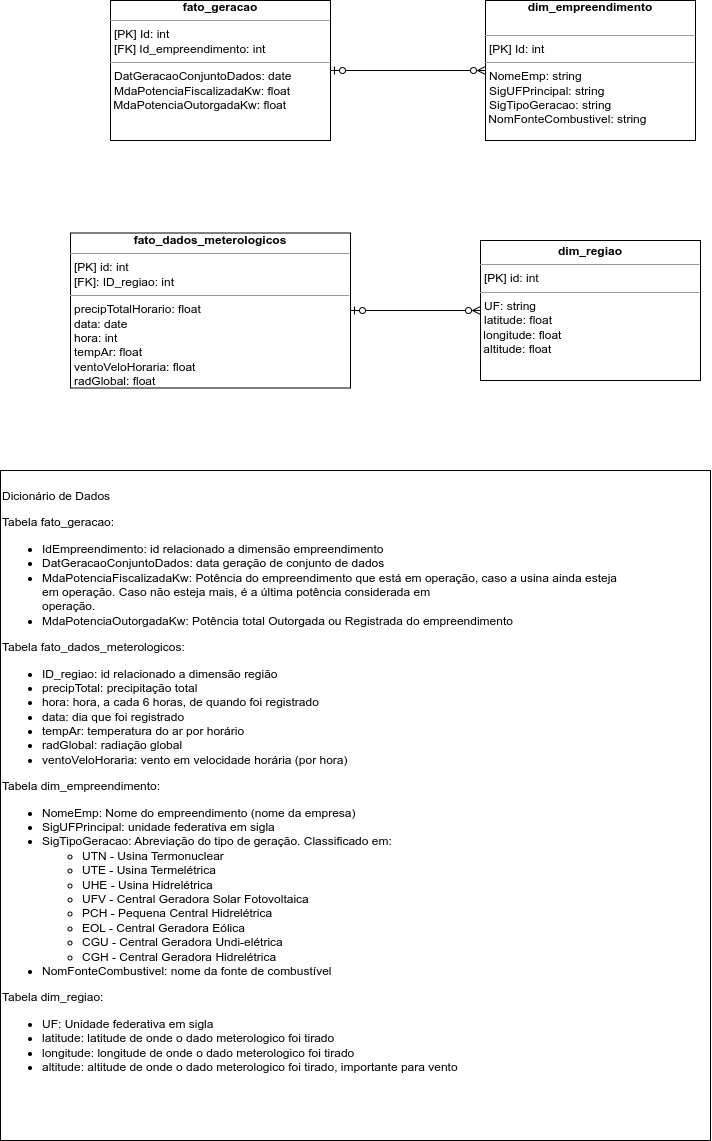 fato_geracao
[PK] Id: int
[FK] Id_empreendimento: int
DatGeracaoConjuntoDados: date
MdaPotenciaFiscalizadaKw: float
MdaPotenciaOutorgadaKw: float
dim_empreendimento
[PK] Id: int
NomeEmp: string
SigUFPrincipal: string
SigTipoGeracao: string
NomFonteCombustivel: string
fato_dados_meterologicos
[PK] id: int
[FK]: ID_regiao: int
precipTotalHorario: float
data: date
hora: int
tempAr: float
ventoVeloHoraria: float
radGlobal: float
dim_regiao
[PK] id: int
UF: string
latitude: float
longitude: float
altitude: float
Dicionário de Dados
Tabela fato_geracao:
IdEmpreendimento: id relacionado a dimensão empreendimento
DatGeracaoConjuntoDados: data geração de conjunto de dados
MdaPotenciaFiscalizadaKw: Potência do empreendimento que está em operação, caso a usina ainda esteja
em operação. Caso não esteja mais, é a última potência considerada em
operação.
MdaPotenciaOutorgadaKw: Potência total Outorgada ou Registrada do empreendimento
Tabela fato_dados_meterologicos:
ID_regiao: id relacionado a dimensão região
precipTotal: precipitação total
hora: hora, a cada 6 horas, de quando foi registrado
data: dia que foi registrado
tempAr: temperatura do ar por horário
radGlobal: radiação global
ventoVeloHoraria: vento em velocidade horária (por hora)
Tabela dim_empreendimento:
NomeEmp: Nome do empreendimento (nome da empresa)
SigUFPrincipal: unidade federativa em sigla
SigTipoGeracao: Abreviação do tipo de geração. Classificado em:
UTN - Usina Termonuclear
UTE - Usina Termelétrica
UHE - Usina Hidrelétrica
UFV - Central Geradora Solar Fotovoltaica
PCH - Pequena Central Hidrelétrica
EOL - Central Geradora Eólica
CGU - Central Geradora Undi-elétrica
CGH - Central Geradora Hidrelétrica
NomFonteCombustivel: nome da fonte de combustível
Tabela dim_regiao:
UF: Unidade federativa em sigla
latitude: latitude de onde o dado meterologico foi tirado
longitude: longitude de onde o dado meterologico foi tirado
altitude: altitude de onde o dado meterologico foi tirado, importante para vento